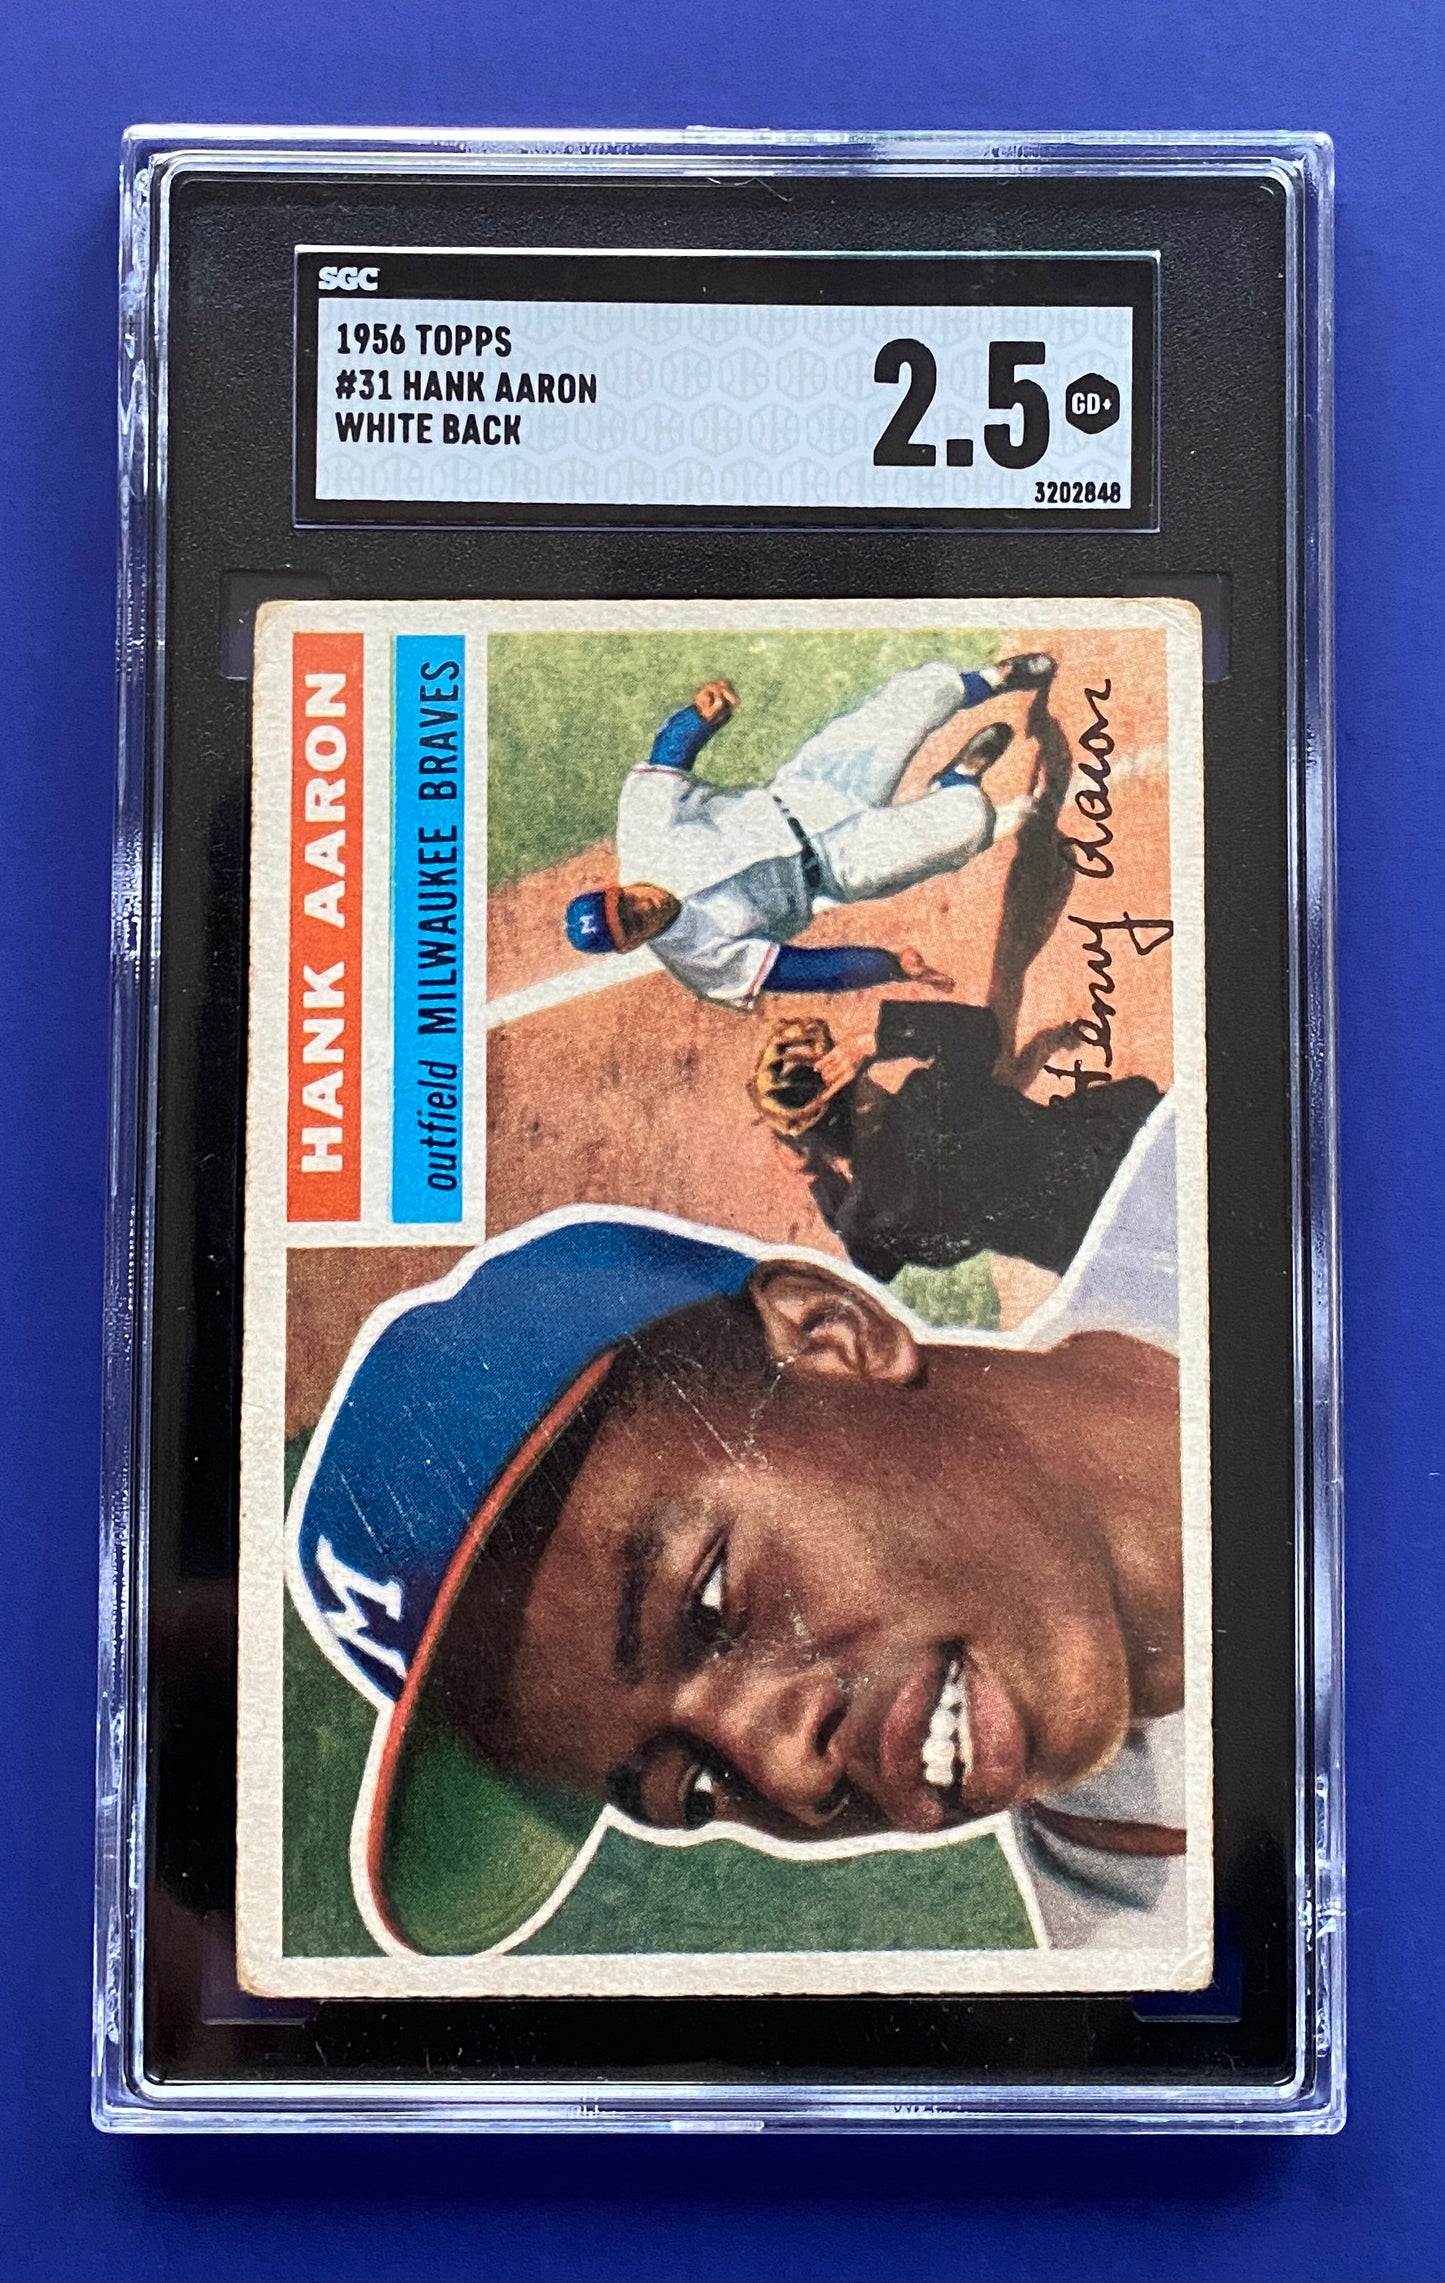 SGC
1956 TOPPS
#31 HANK AARON
WHITE BACK
2.5
GD+
3202848
HANK AARON
outfield MILWAUKEE BRAVES
M
Henry Aaron
M